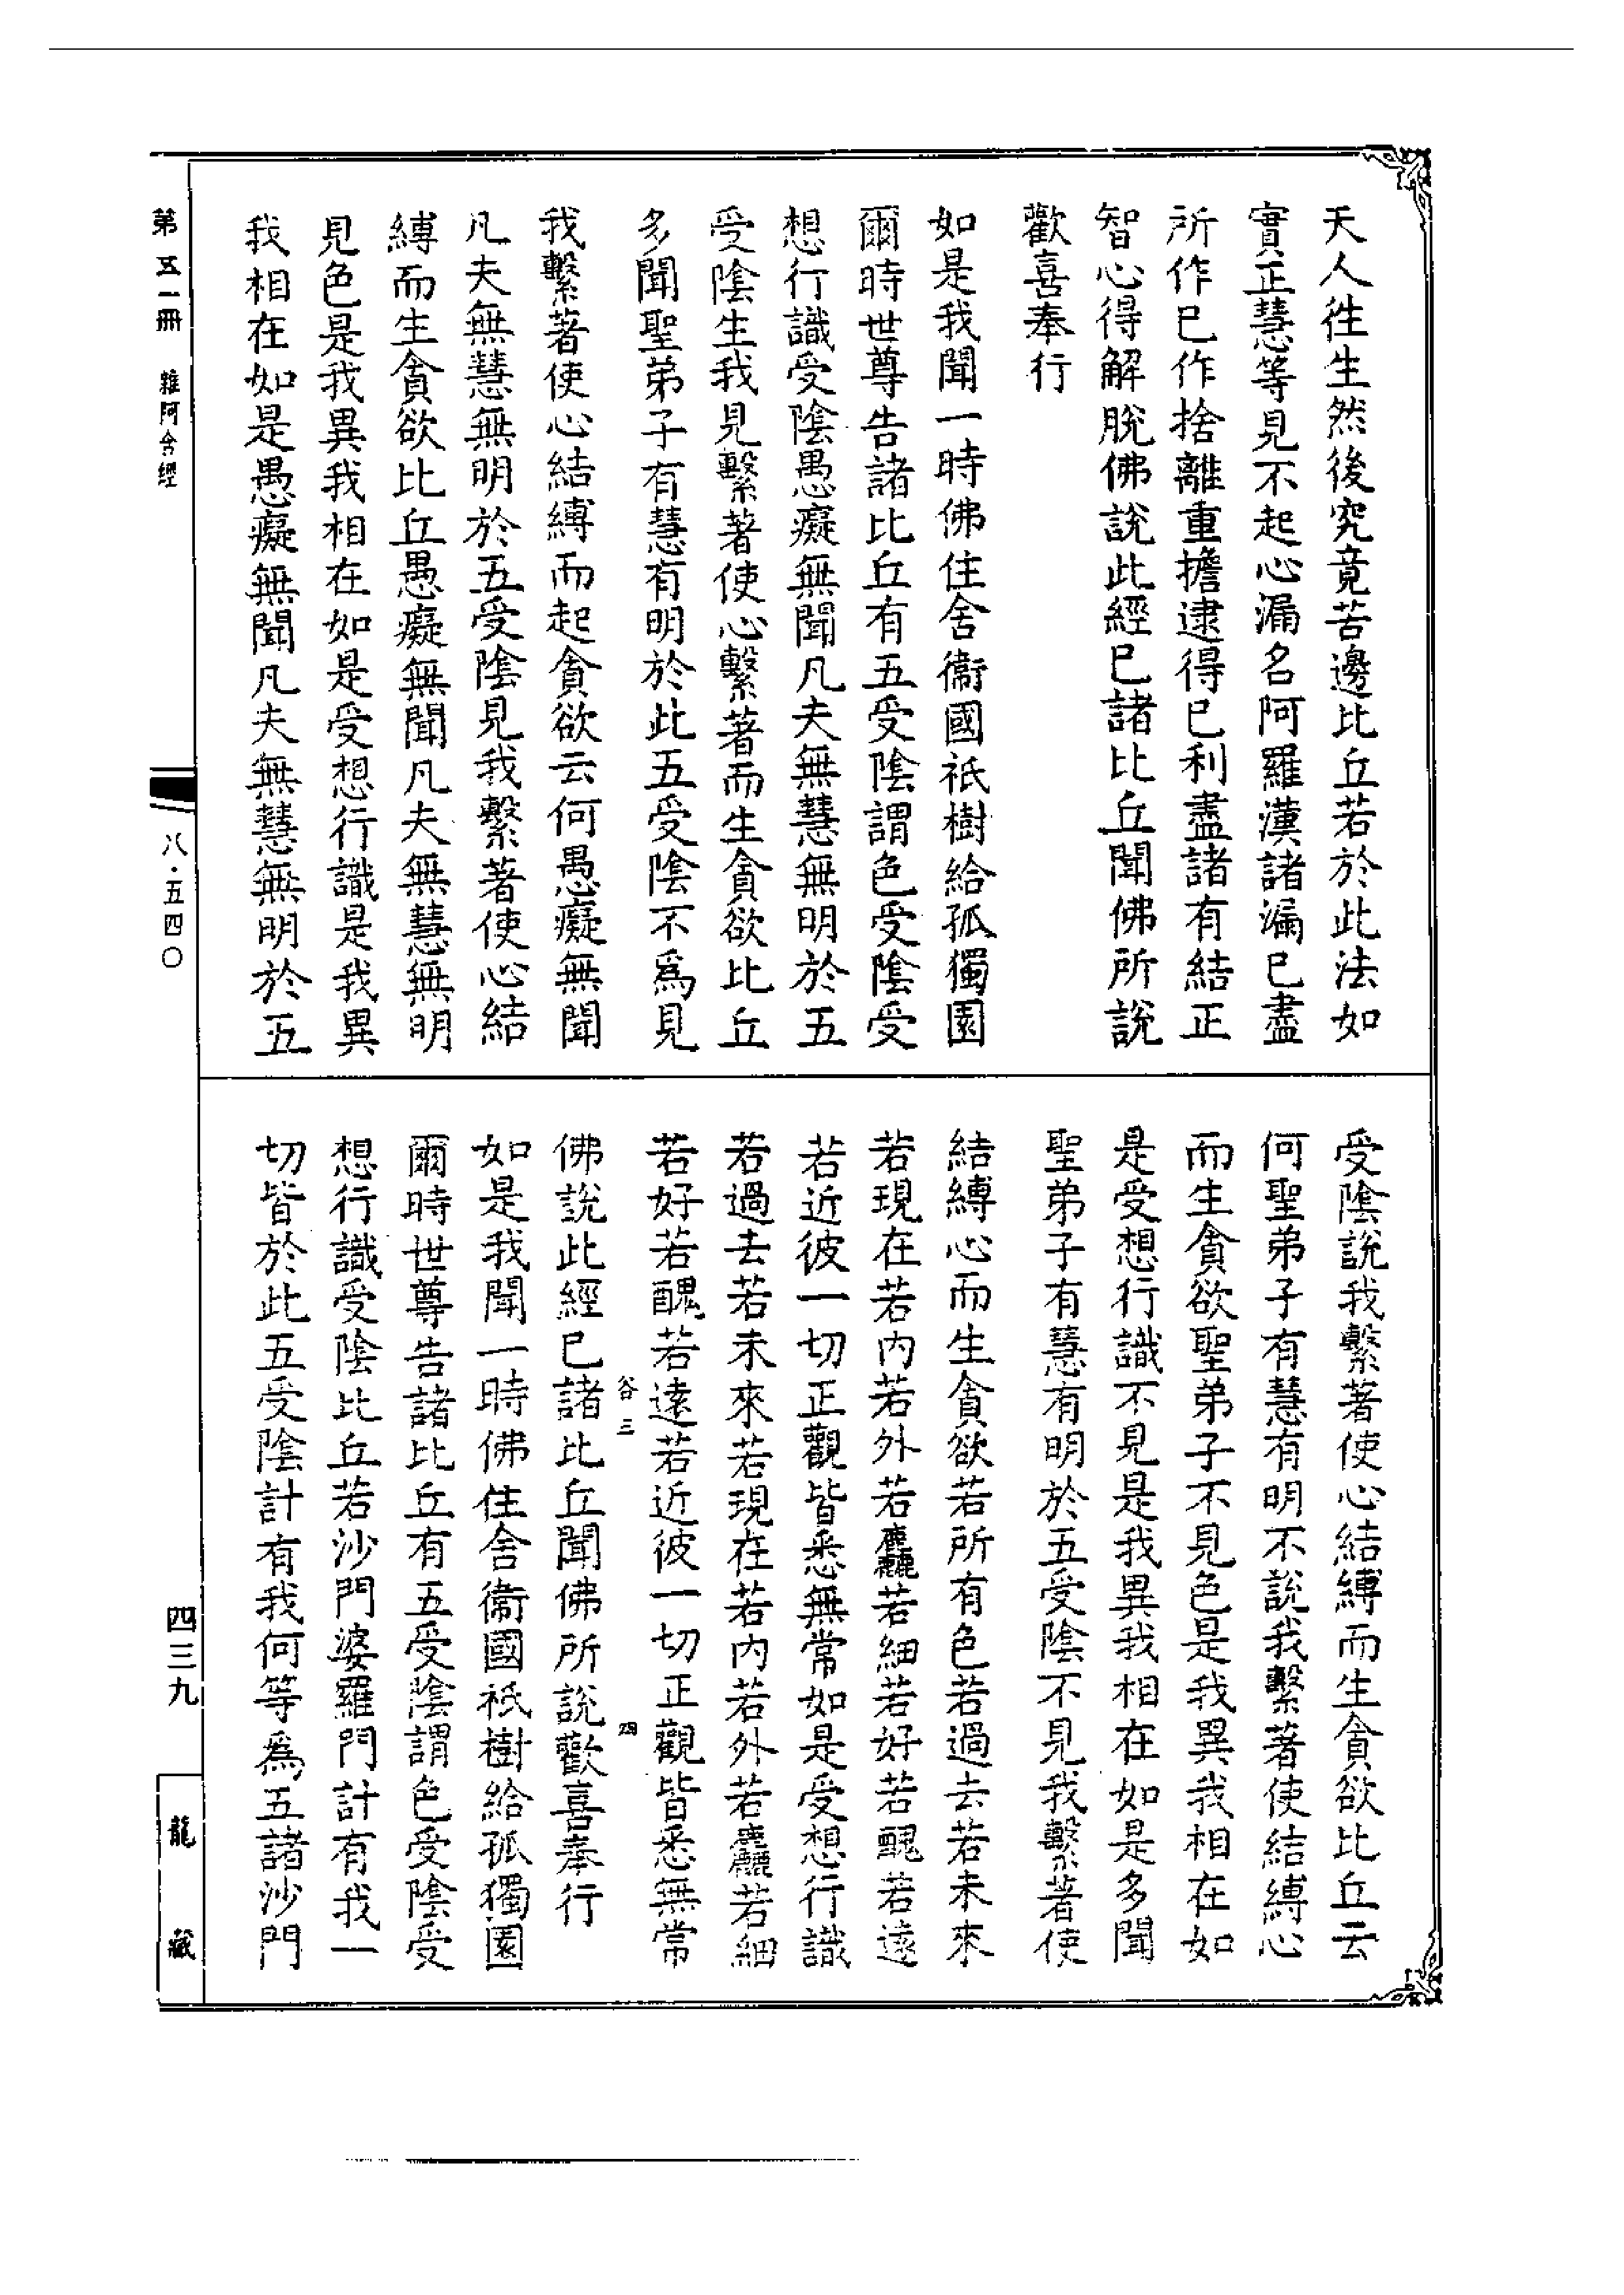 天人徃生然後究竟苦邊比丘若於此法如
實正慧等見不起心漏名阿羅漢諸漏已盡
所作已作捨離重擔逮得已利盡諸有結正
智心得解脫佛說此經已諸比丘聞佛所說
歡喜奉行
如是我聞一時佛住舍衞國祇樹給孤獨園
爾時世尊告諸比丘有五受陰謂色受陰受
想行識受陰愚癡無聞凡夫無慧無明於五
受陰生我見繫著使心繫著而生貪欲比丘
多聞聖弟子有慧有明於此五受陰不爲見
我繫著使心結縛而起貪欲云何愚癡無聞
凡夫無慧無明於五受陰見我繫著使心結
縛而生貪欲比丘愚癡無聞凡夫無慧無明
見色是我異我相在如是受想行識是我異
我相在如是愚癡無聞凡夫無慧無明於五
受陰說我繫著使心結縛而生貪欲比丘云
何聖弟子有慧有明不說我繫著使結縛心
而生貪欲聖弟子不見色是我異我相在如
是受想行識不見是我異我相在如是多聞
聖弟子有慧有明於五受陰不見我繫著使
結縛心而生貪欲若所有色若過去若未來
若現在若內若外若麤若細若好若醜若遠
若近彼一切正觀皆悉無常如是受想行識
若過去若未來若現在若內若外若麤若細
若好若醜若遠若近彼一切正觀皆悉無常
谷三
四
佛說此經已諸比丘聞佛所說歡喜奉行
如是我聞一時佛住舍衞國祇樹給孤獨園
爾時世尊告諸比丘有五受陰謂色受陰受
想行識受陰比丘若沙門婆羅門計有我一
切皆於此五受陰計有我何等爲五諸沙門
第五一冊 雜阿含經
八·五四〇
四三九
龍藏